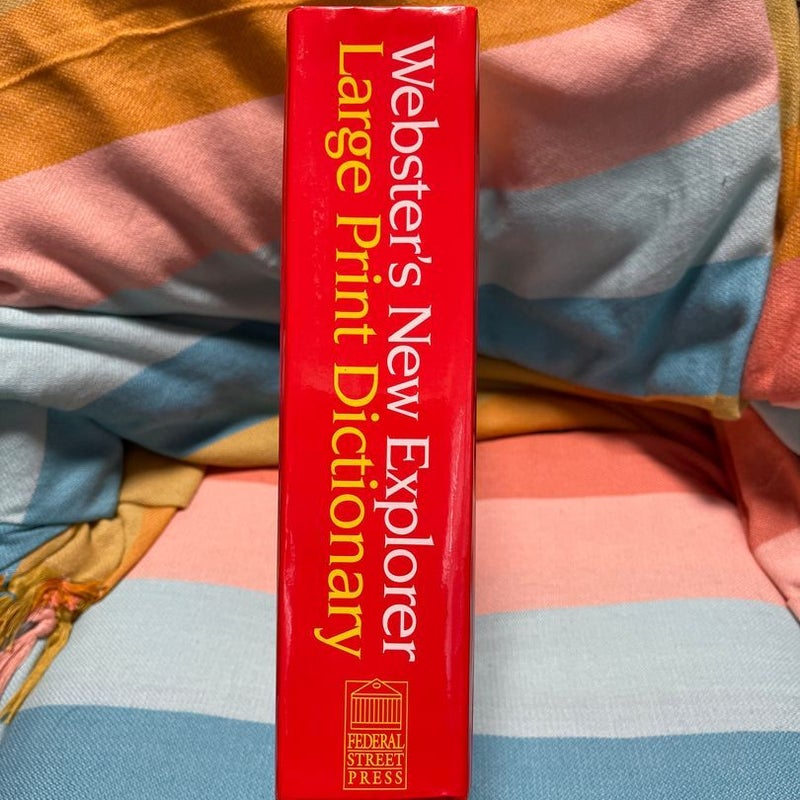 Webster's New Explorer
Large Print Dictionary
FEDERAL
STREET
PRESS